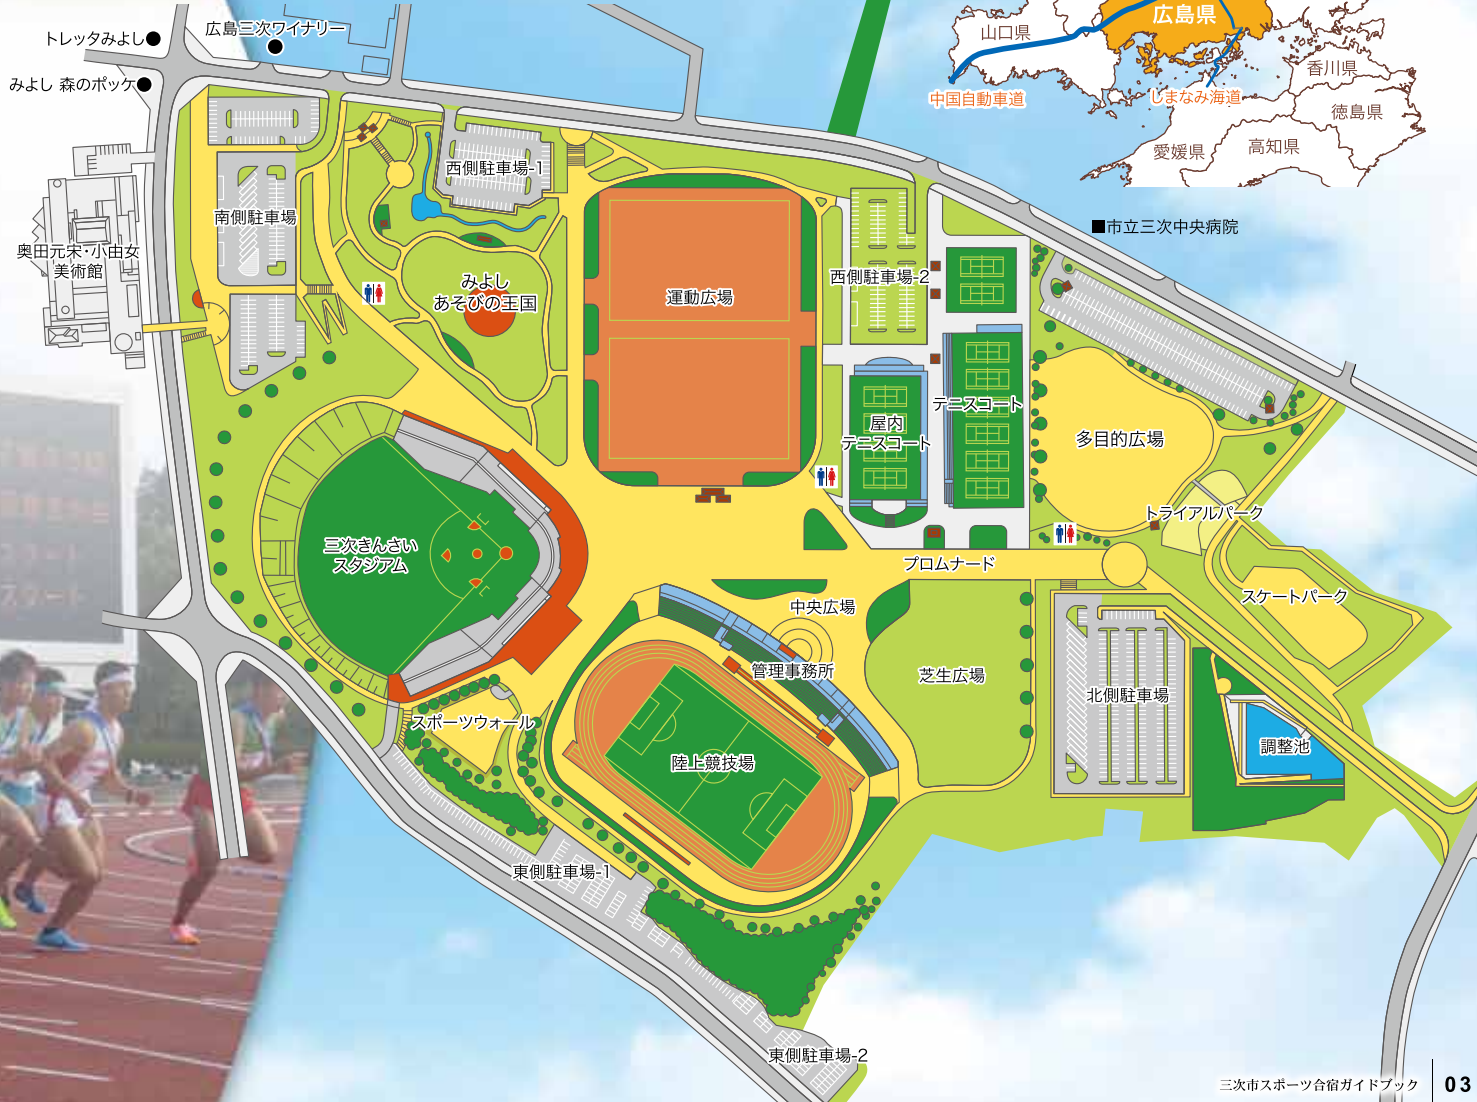 トレッタみよし●
広島三次ワイナリー
●
みよし 森のポッケ●
広島県
山口県
中国自動車道
しまなみ海道
香川県
徳島県
愛媛県
高知県
■市立三次中央病院
西側駐車場-1
南側駐車場
奥田元宋・小由女
美術館
みよし
あそびの王国
運動広場
西側駐車場-2
テニスコート
屋内
テニスコート
多目的広場
トライアルパーク
三次きんさい
スタジアム
プロムナード
スケートパーク
中央広場
管理事務所
芝生広場
北側駐車場
スポーツウォール
陸上競技場
調整池
東側駐車場-1
東側駐車場-2
三次市スポーツ合宿ガイドブック
03